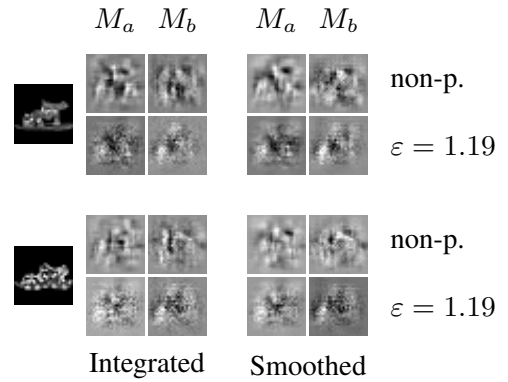 M_a M_b M_a M_b
non-p.
ε = 1.19
non-p.
ε = 1.19
Integrated Smoothed